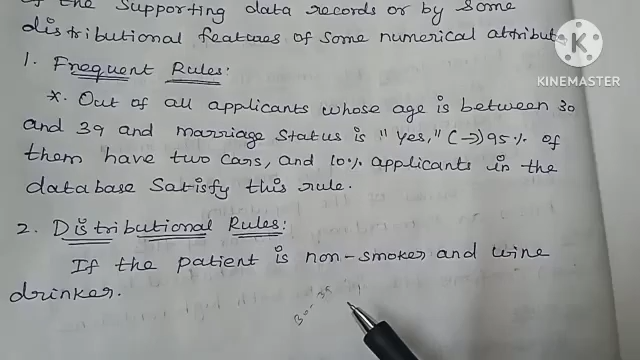 of the Supporting data records or by Some
distributional features of some numerical attribut
1. Frequent Rules:
*. Out of all applicants whose age is between 30
and 39 and marriage Status is "yes," (→) 95% of
them have two cars, and 10% applicants in the
database Satisfy this rule.
2. Distributional Rules:
If the patient is non-smoker and wine
drinker.
K
KINEMASTER